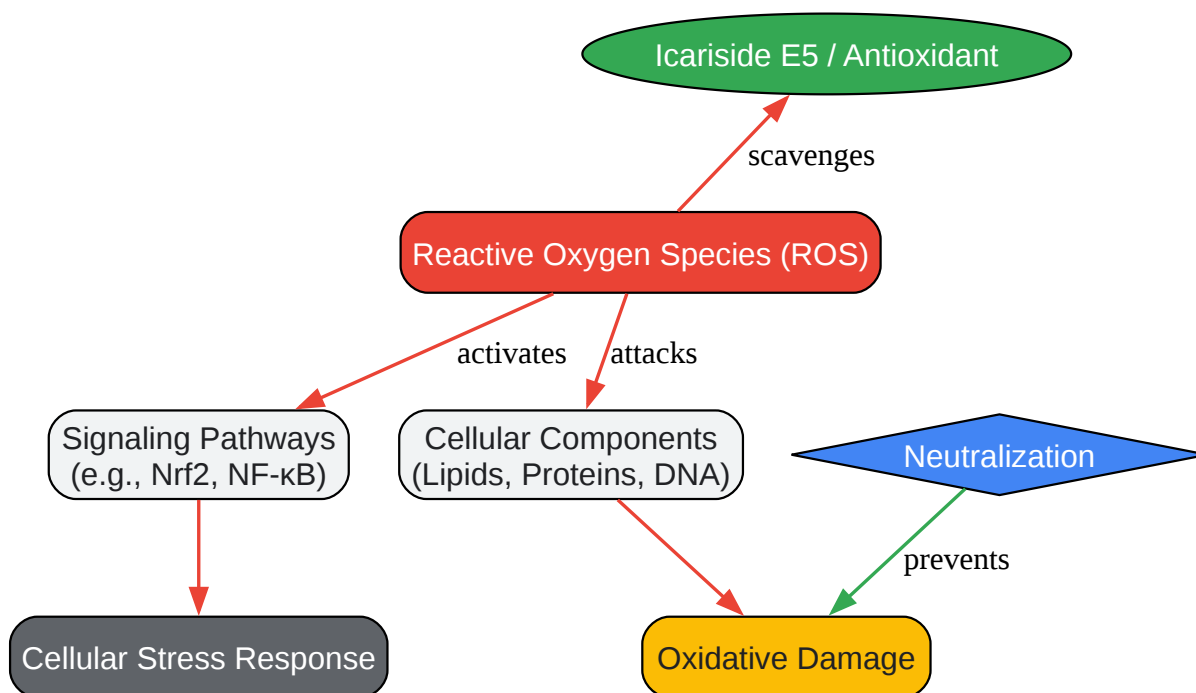 Icariside E5 / Antioxidant
scavenges
Reactive Oxygen Species (ROS)
activates
attacks
Signaling Pathways
(e.g., Nrf2, NF-κB)
Cellular Components
(Lipids, Proteins, DNA)
Neutralization
prevents
Cellular Stress Response
Oxidative Damage